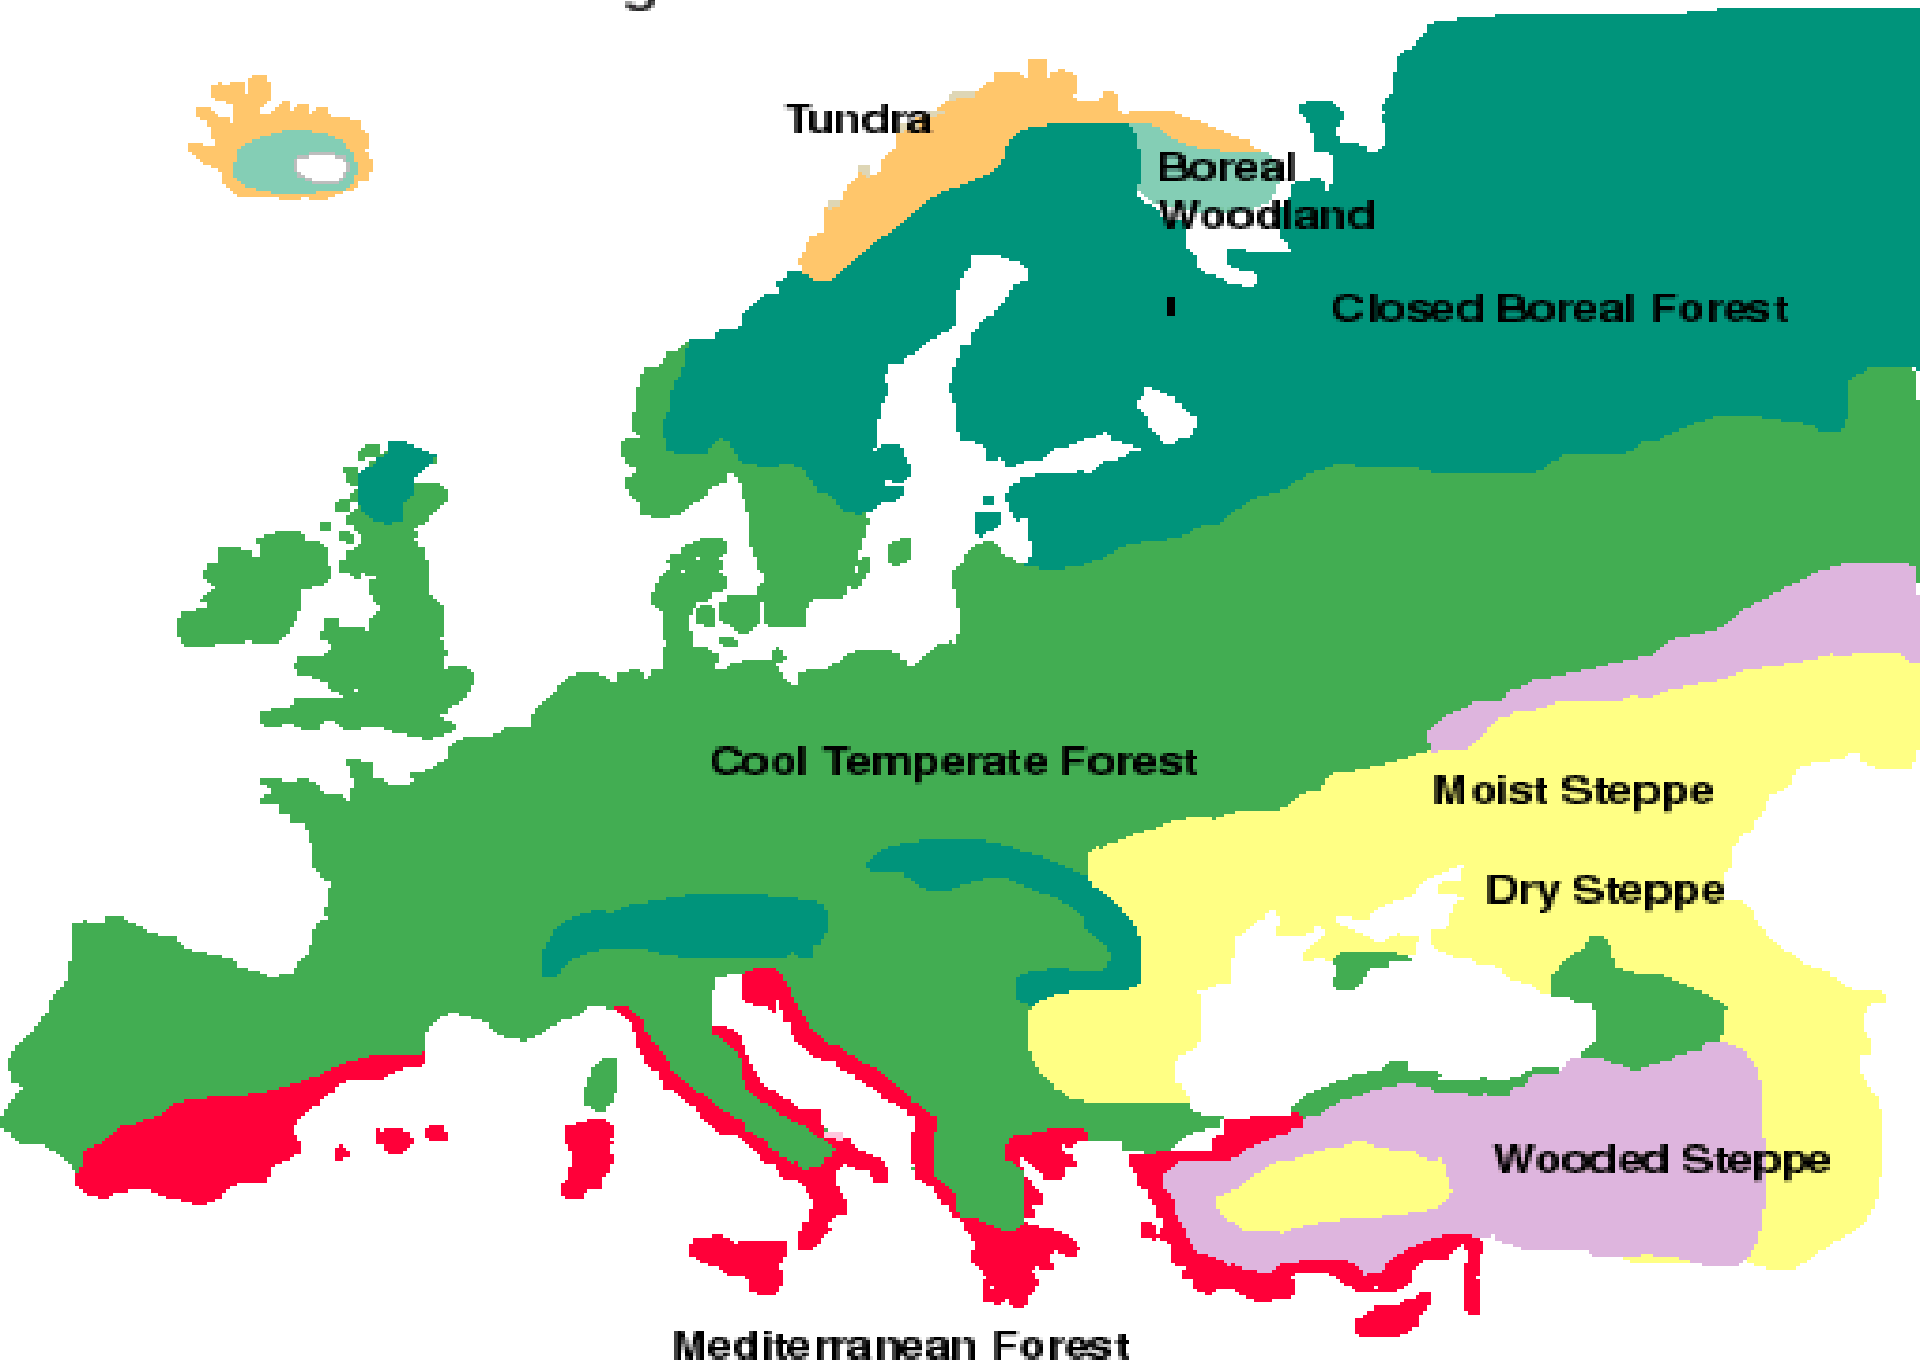 Tundra
Boreal
Woodland
Closed Boreal Forest
Cool Temperate Forest
Moist Steppe
Dry Steppe
Wooded Steppe
Mediterranean Forest